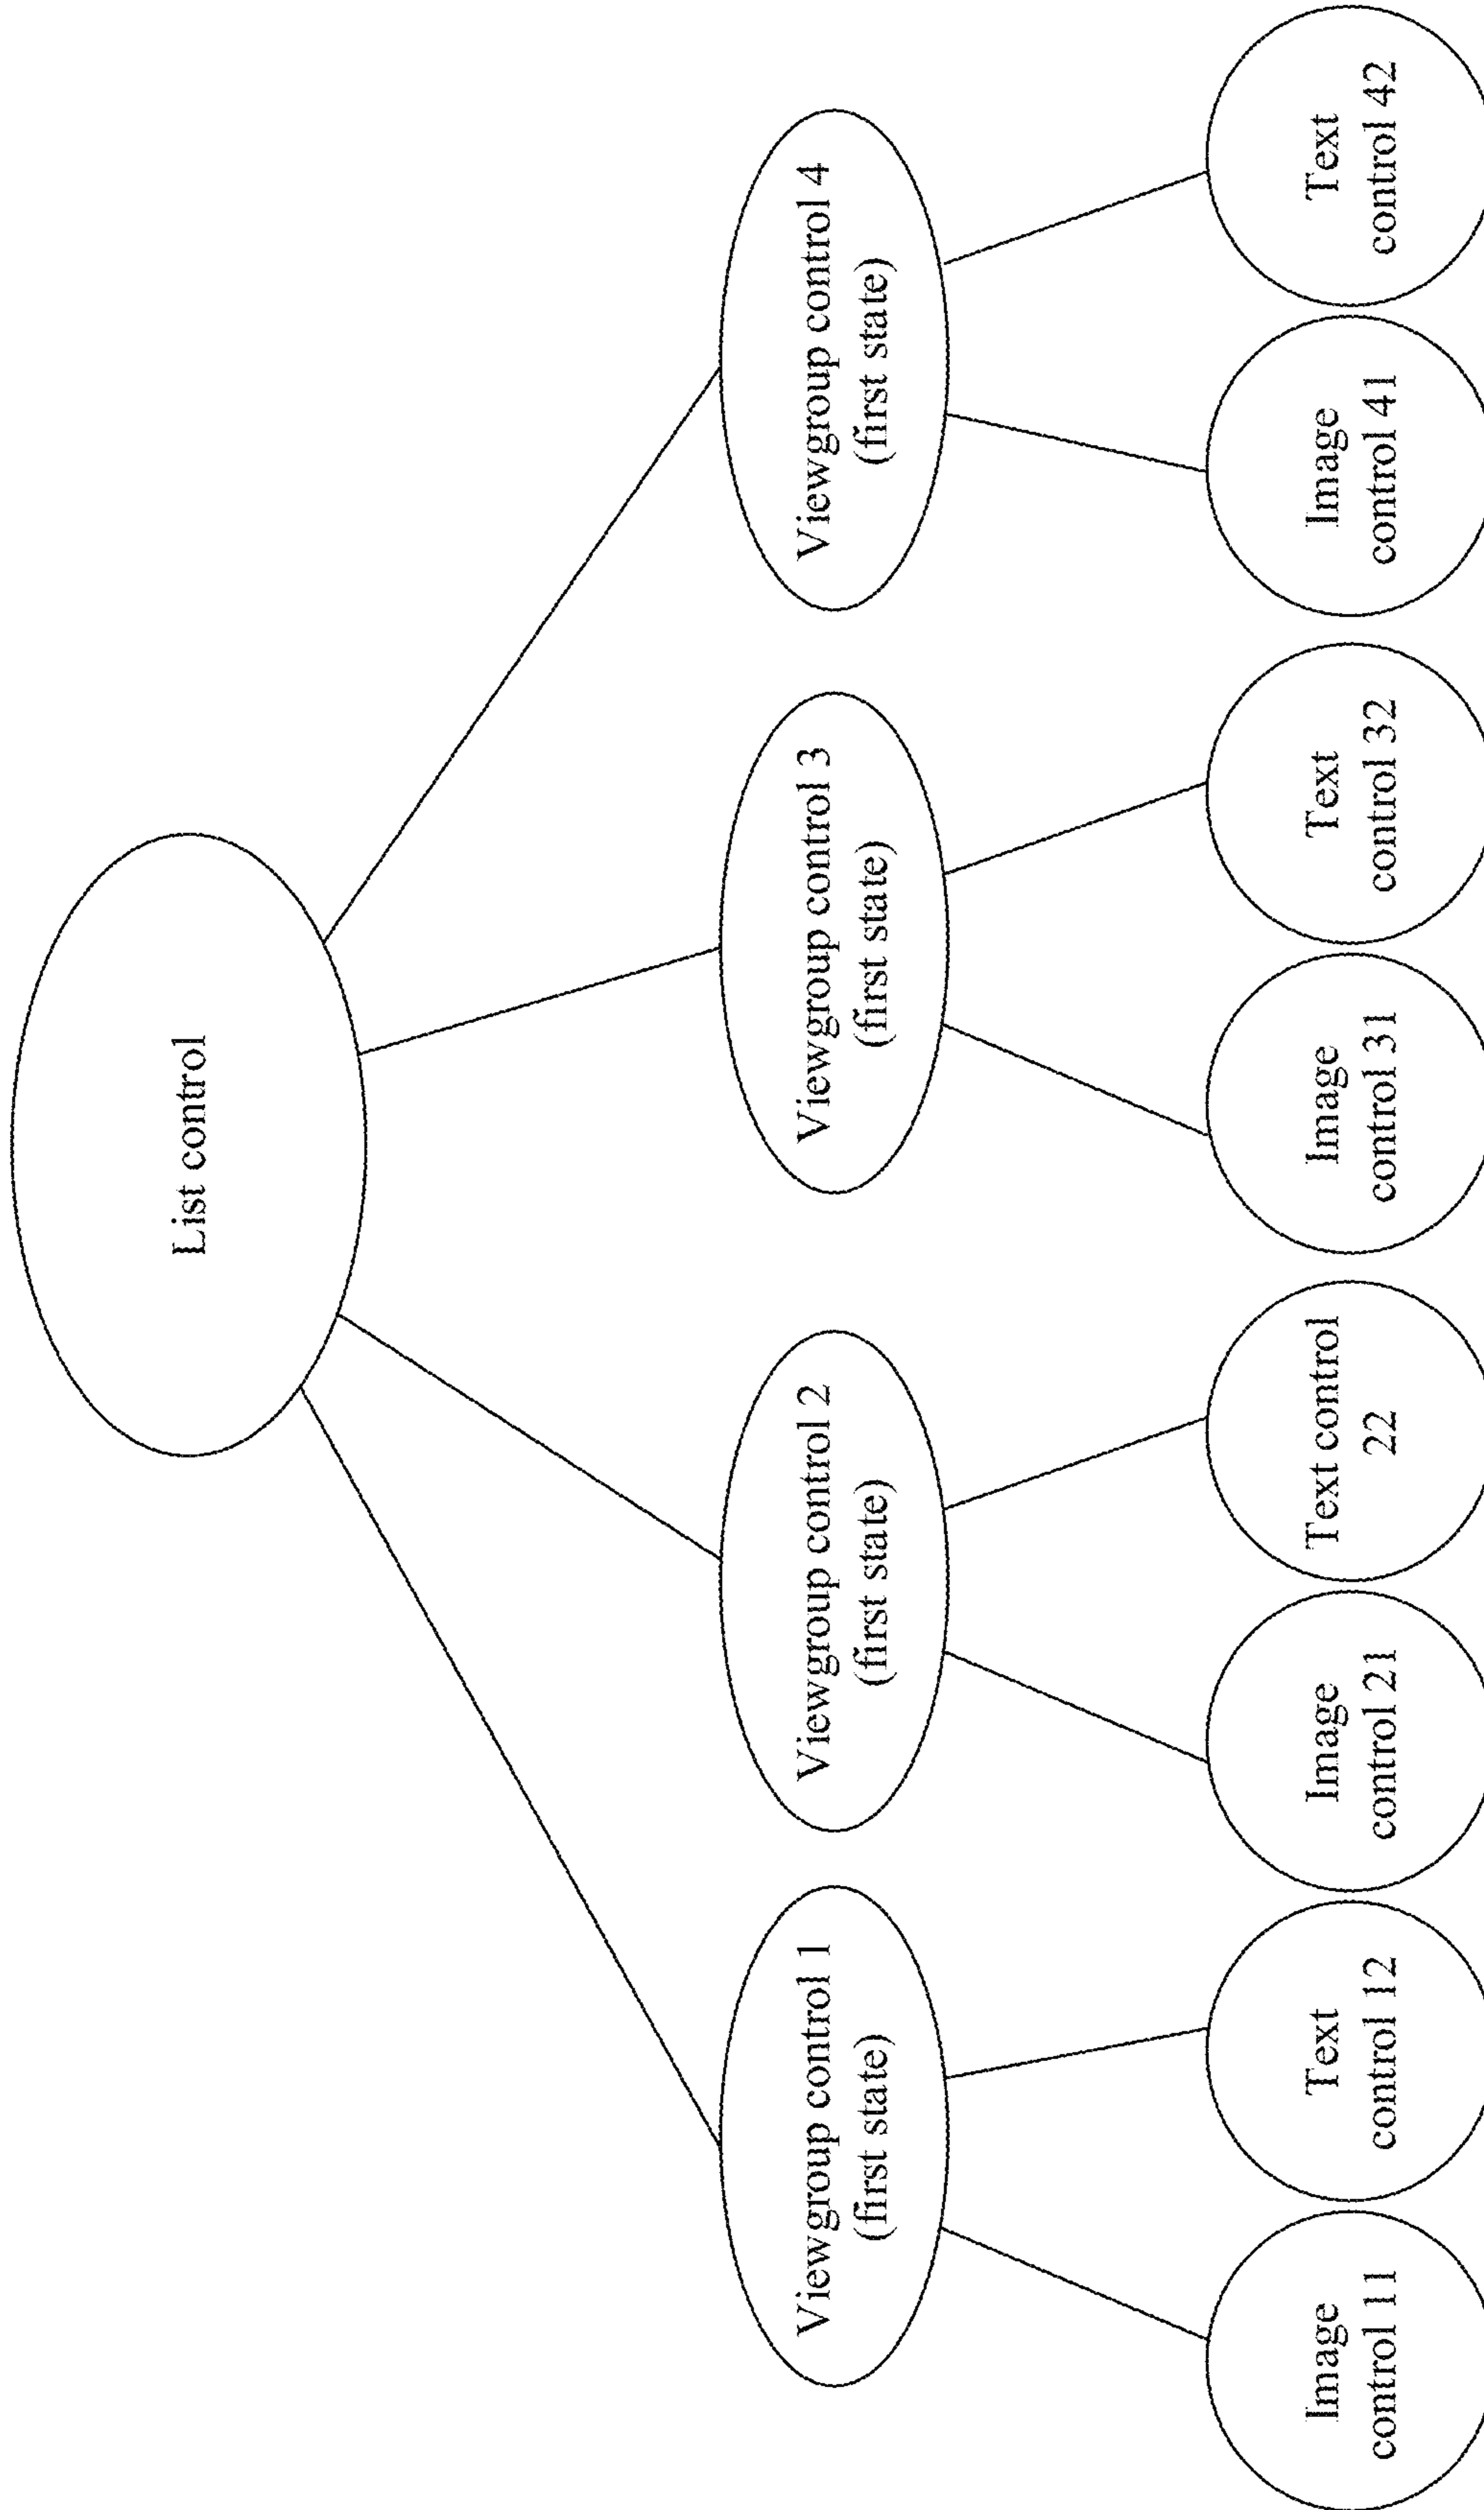 List control
Viewgroup control 1
(first state)
Viewgroup control 2
(first state)
Viewgroup control 3
(first state)
Viewgroup control 4
(first state)
Image
control 11
Text
control 12
Image
control 21
Text control
22
Image
control 31
Text
control 32
Image
control 41
Text
control 42